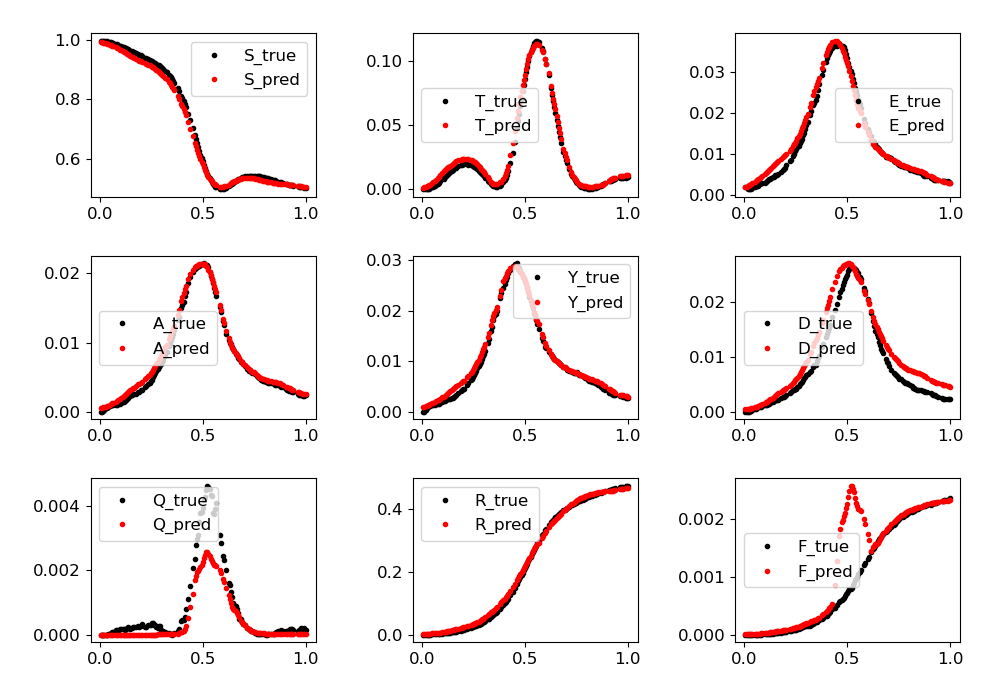 1.0
0.8
0.6
0.0 0.5 1.0
S_true
S_pred
0.10
0.05
0.00
0.0 0.5 1.0
T_true
T_pred
0.03
0.02
0.01
0.00
0.0 0.5 1.0
E_true
E_pred
0.02
0.01
0.00
0.0 0.5 1.0
A_true
A_pred
0.03
0.02
0.01
0.00
0.0 0.5 1.0
Y_true
Y_pred
0.02
0.01
0.00
0.0 0.5 1.0
D_true
D_pred
0.004
0.002
0.000
0.0 0.5 1.0
Q_true
Q_pred
0.4
0.2
0.0
0.0 0.5 1.0
R_true
R_pred
0.002
0.001
0.000
0.0 0.5 1.0
F_true
F_pred